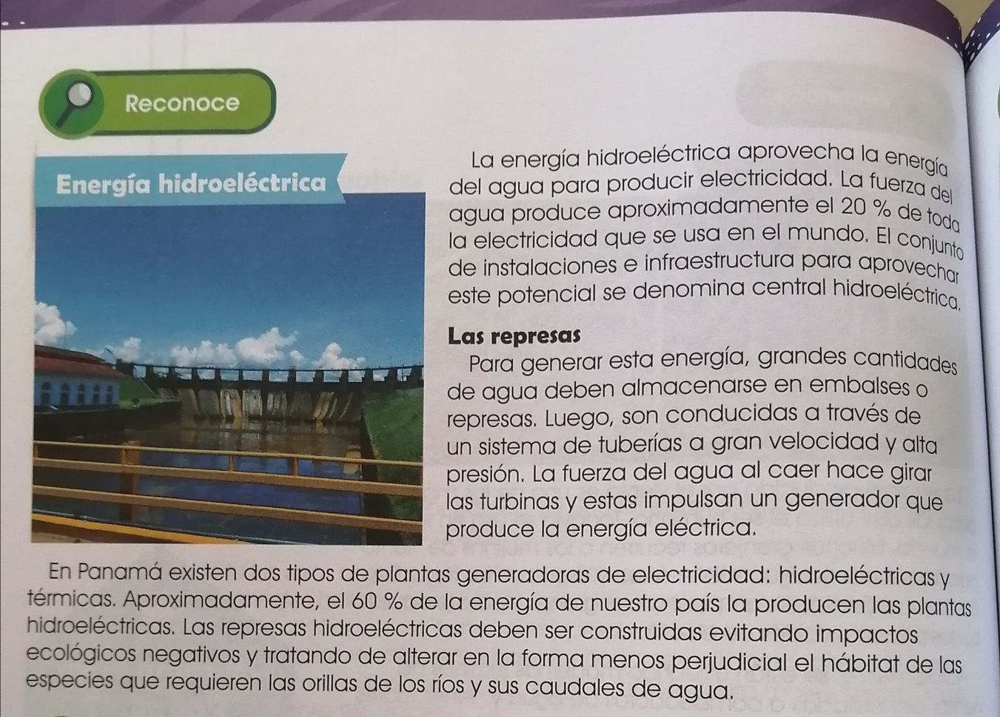 Reconoce
Energía hidroeléctrica
La energía hidroeléctrica aprovecha la energía
del agua para producir electricidad. La fuerza del
agua produce aproximadamente el 20 % de toda
la electricidad que se usa en el mundo. El conjunto
de instalaciones e infraestructura para aprovechar
este potencial se denomina central hidroeléctrica.
Las represas
Para generar esta energía, grandes cantidades
de agua deben almacenarse en embalses o
represas. Luego, son conducidas a través de
un sistema de tuberías a gran velocidad y alta
presión. La fuerza del agua al caer hace girar
las turbinas y estas impulsan un generador que
produce la energía eléctrica.
En Panamá existen dos tipos de plantas generadoras de electricidad: hidroeléctricas y
térmicas. Aproximadamente, el 60 % de la energía de nuestro país la producen las plantas
hidroeléctricas. Las represas hidroeléctricas deben ser construidas evitando impactos
ecológicos negativos y tratando de alterar en la forma menos perjudicial el hábitat de las
especies que requieren las orillas de los ríos y sus caudales de agua.